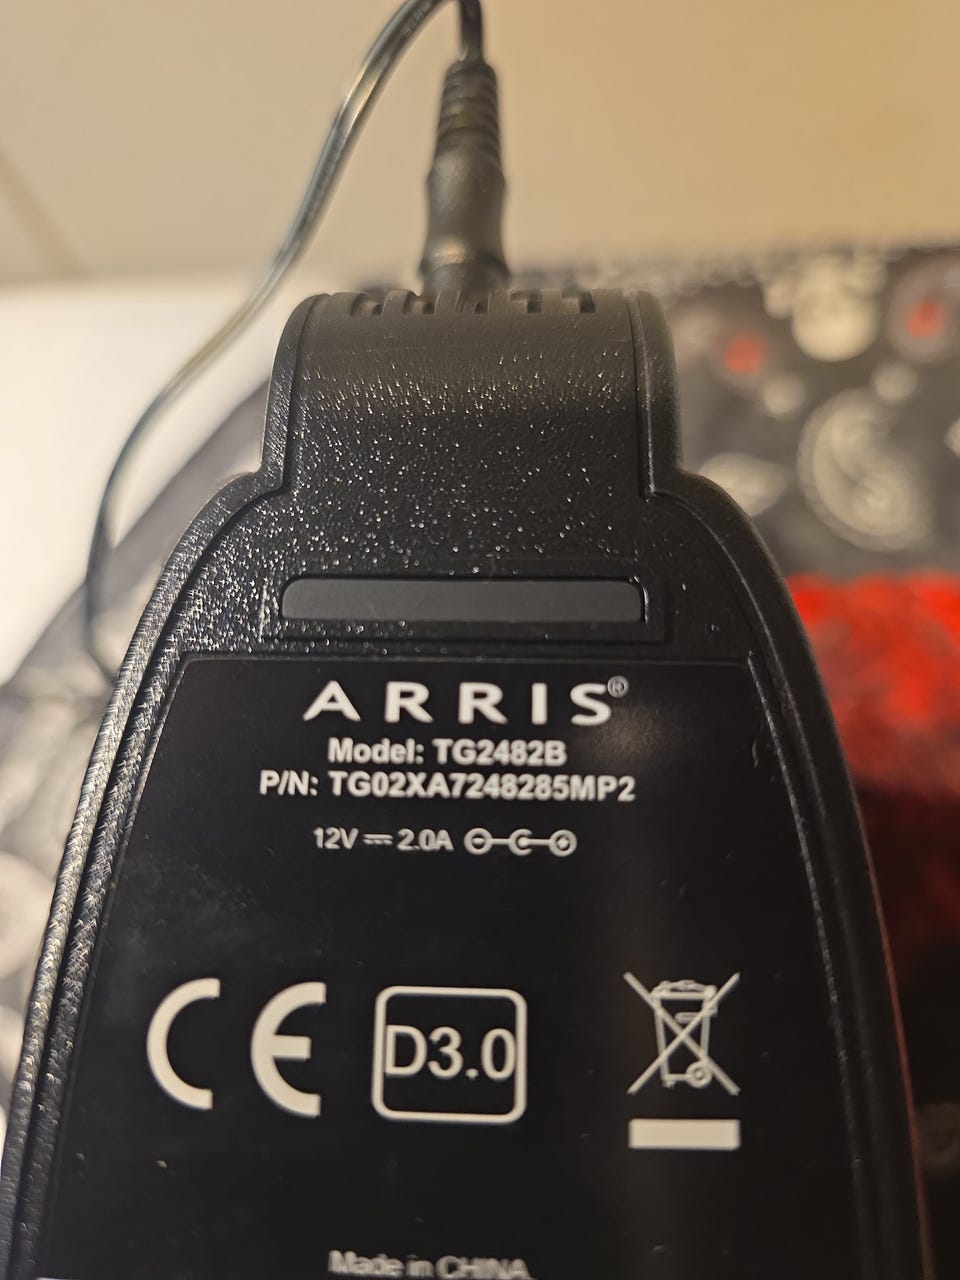 ARRIS®
Model: TG2482B
P/N: TG02XA7248285MP2
12V ⎓ 2.0A
CE
D3.0
Made in CHINA